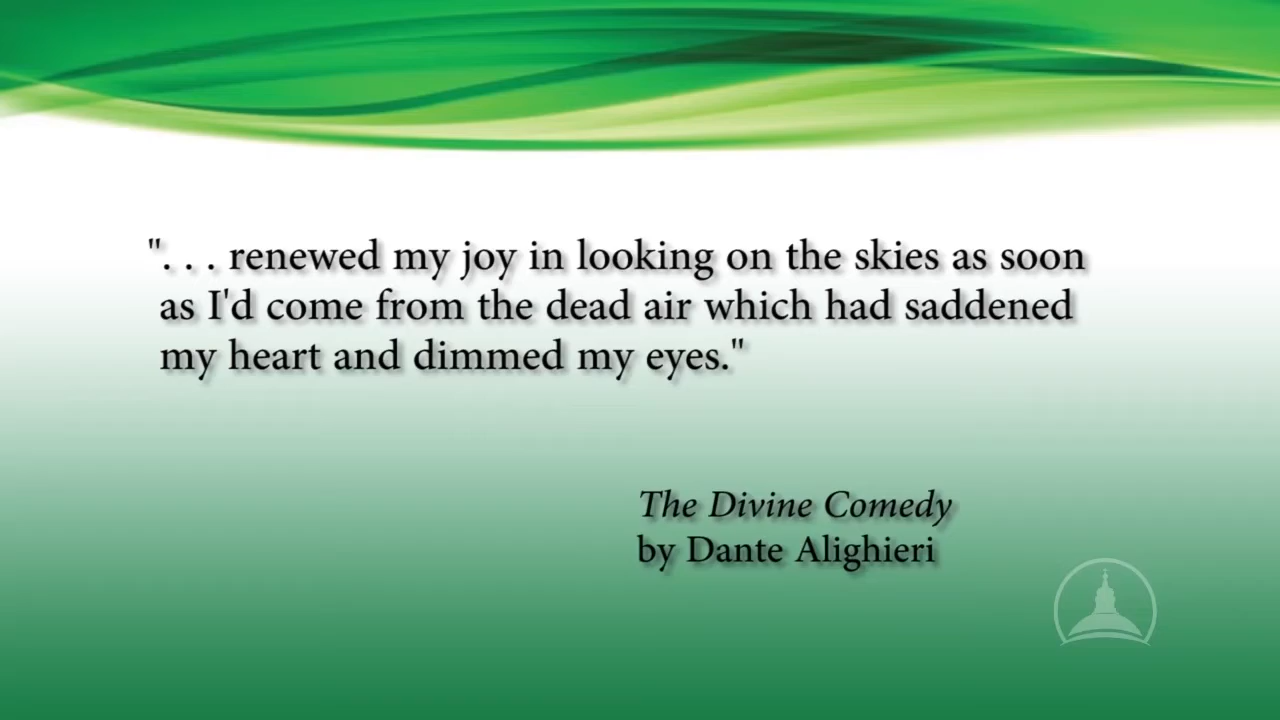 ". . . renewed my joy in looking on the skies as soon
as I'd come from the dead air which had saddened
my heart and dimmed my eyes."
The Divine Comedy
by Dante Alighieri